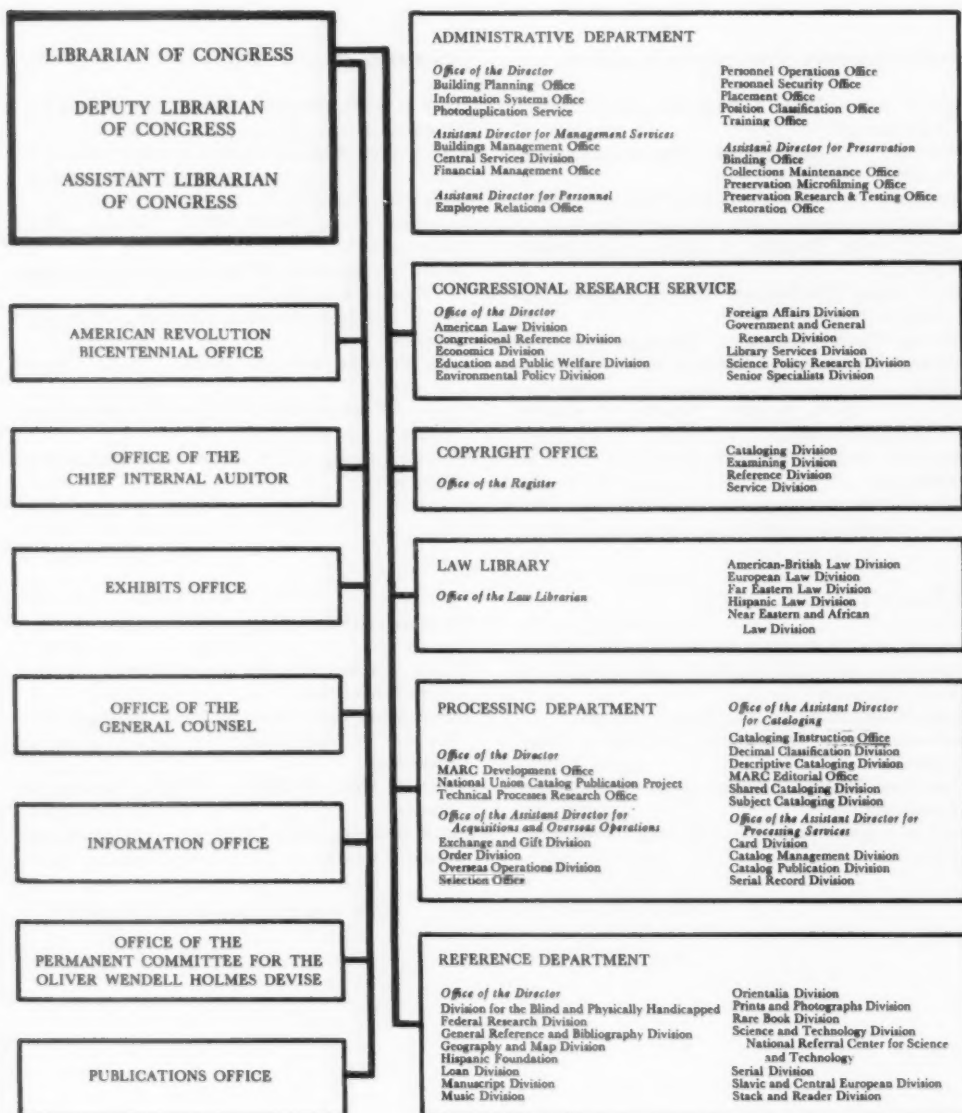 LIBRARIAN OF CONGRESS
DEPUTY LIBRARIAN
OF CONGRESS
ASSISTANT LIBRARIAN
OF CONGRESS
AMERICAN REVOLUTION
BICENTENNIAL OFFICE
OFFICE OF THE
CHIEF INTERNAL AUDITOR
EXHIBITS OFFICE
OFFICE OF THE
GENERAL COUNSEL
INFORMATION OFFICE
OFFICE OF THE
PERMANENT COMMITTEE FOR THE
OLIVER WENDELL HOLMES DEVISE
PUBLICATIONS OFFICE
ADMINISTRATIVE DEPARTMENT
Office of the Director
Building Planning Office
Information Systems Office
Photoduplication Service
Assistant Director for Management Services
Buildings Management Office
Central Services Division
Financial Management Office
Assistant Director for Personnel
Employee Relations Office
Personnel Operations Office
Personnel Security Office
Placement Office
Position Classification Office
Training Office
Assistant Director for Preservation
Binding Office
Collections Maintenance Office
Preservation Microfilming Office
Preservation Research & Testing Office
Restoration Office
CONGRESSIONAL RESEARCH SERVICE
Office of the Director
American Law Division
Congressional Reference Division
Economics Division
Education and Public Welfare Division
Environmental Policy Division
Foreign Affairs Division
Government and General
Research Division
Library Services Division
Science Policy Research Division
Senior Specialists Division
COPYRIGHT OFFICE
Office of the Register
Cataloging Division
Examining Division
Reference Division
Service Division
LAW LIBRARY
Office of the Law Librarian
American-British Law Division
European Law Division
Far Eastern Law Division
Hispanic Law Division
Near Eastern and African
Law Division
PROCESSING DEPARTMENT
Office of the Director
MARC Development Office
National Union Catalog Publication Project
Technical Processes Research Office
Office of the Assistant Director for
Acquisitions and Overseas Operations
Exchange and Gift Division
Order Division
Overseas Operations Division
Selection Office
Office of the Assistant Director
for Cataloging
Cataloging Instruction Office
Decimal Classification Division
Descriptive Cataloging Division
MARC Editorial Office
Shared Cataloging Division
Subject Cataloging Division
Office of the Assistant Director for
Processing Services
Card Division
Catalog Management Division
Catalog Publication Division
Serial Record Division
REFERENCE DEPARTMENT
Office of the Director
Division for the Blind and Physically Handicapped
Federal Research Division
General Reference and Bibliography Division
Geography and Map Division
Hispanic Foundation
Loan Division
Manuscript Division
Music Division
Orientalia Division
Prints and Photographs Division
Rare Book Division
Science and Technology Division
National Referral Center for Science
and Technology
Serial Division
Slavic and Central European Division
Stack and Reader Division